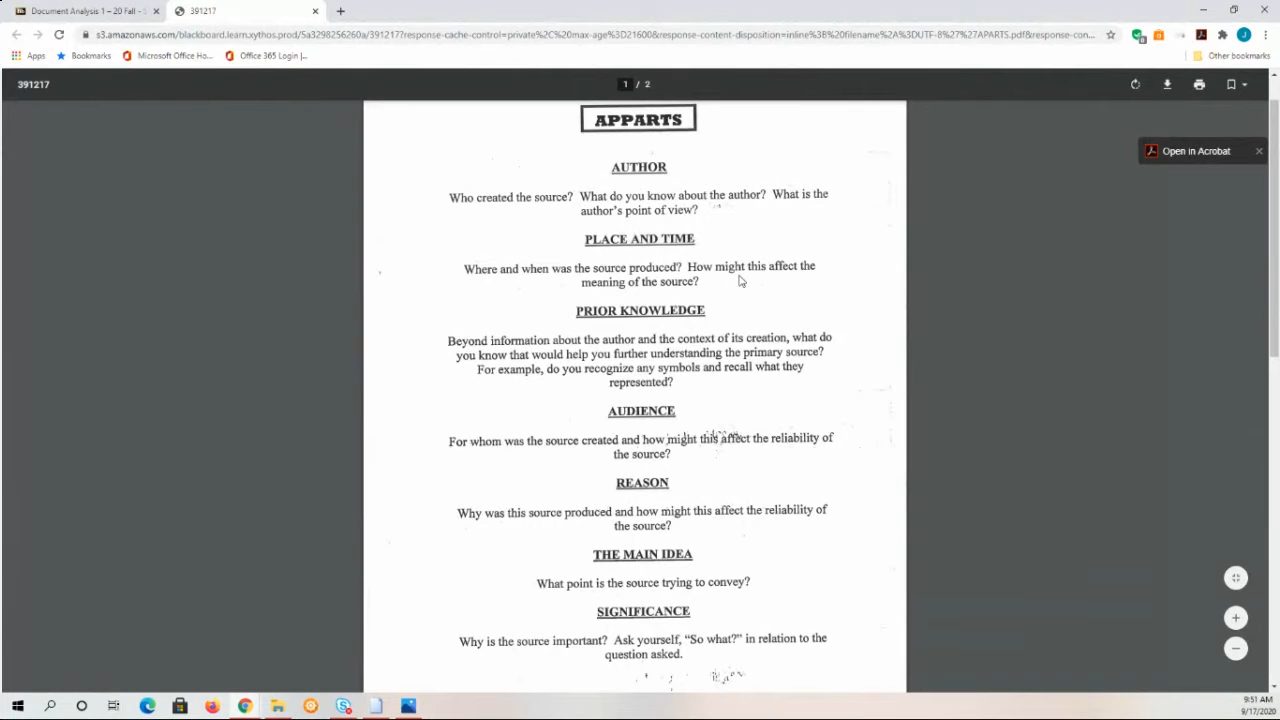 Document Analysis 1 – 20 Fall -
391217
s3.amazonaws.com/blackboard.learn.xythos.prod/5a3298256260a/391217?response-cache-control=private%2C%20max-age%3D21600&response-content-disposition=inline%3B%20filename%2A%3DUTF-8%27%27APARTS.pdf&response-con...
Apps
Bookmarks
Microsoft Office Ho...
Office 365 Login |...
Other bookmarks
391217
1 / 2
Open in Acrobat
APPARTS
AUTHOR
Who created the source? What do you know about the author? What is the
author's point of view?
PLACE AND TIME
Where and when was the source produced? How might this affect the
meaning of the source?
PRIOR KNOWLEDGE
Beyond information about the author and the context of its creation, what do
you know that would help you further understanding the primary source?
For example, do you recognize any symbols and recall what they
represented?
AUDIENCE
For whom was the source created and how might this affect the reliability of
the source?
REASON
Why was this source produced and how might this affect the reliability of
the source?
THE MAIN IDEA
What point is the source trying to convey?
SIGNIFICANCE
Why is the source important? Ask yourself, "So what?" in relation to the
question asked.
9:51 AM
9/17/2020